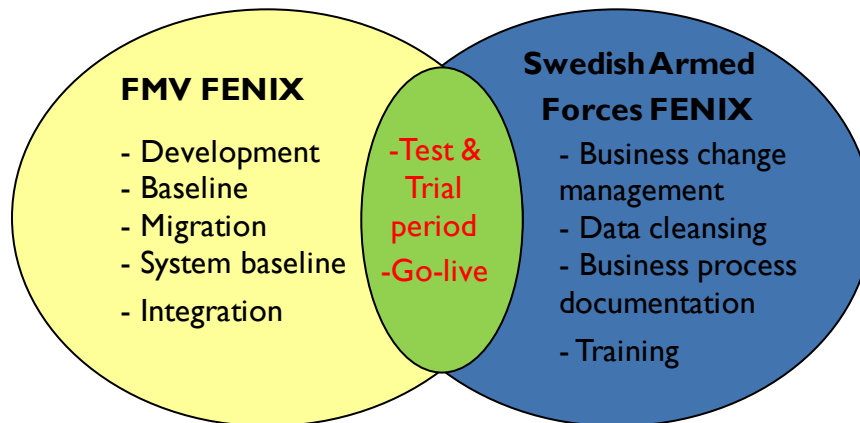 FMV FENIX
- Development
- Baseline
- Migration
- System baseline
- Integration
-Test &
Trial
period
-Go-live
Swedish Armed
Forces FENIX
- Business change
management
- Data cleansing
- Business process
documentation
- Training